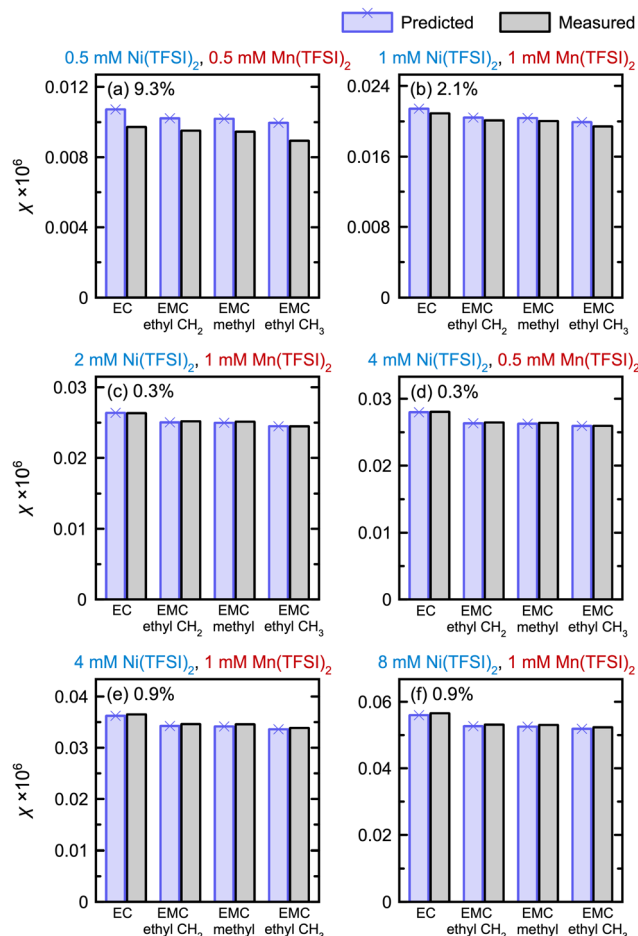 Predicted Measured
0.5 mM Ni(TFSI)₂, 0.5 mM Mn(TFSI)₂
(a) 9.3%
χ ×10⁶
0.012
0.008
0.004
0
EC
EMC ethyl CH₂
EMC methyl
EMC ethyl CH₃
1 mM Ni(TFSI)₂, 1 mM Mn(TFSI)₂
(b) 2.1%
0.024
0.016
0.008
0
EC
EMC ethyl CH₂
EMC methyl
EMC ethyl CH₃
2 mM Ni(TFSI)₂, 1 mM Mn(TFSI)₂
(c) 0.3%
χ ×10⁶
0.03
0.02
0.01
0
EC
EMC ethyl CH₂
EMC methyl
EMC ethyl CH₃
4 mM Ni(TFSI)₂, 0.5 mM Mn(TFSI)₂
(d) 0.3%
0.03
0.02
0.01
0
EC
EMC ethyl CH₂
EMC methyl
EMC ethyl CH₃
4 mM Ni(TFSI)₂, 1 mM Mn(TFSI)₂
(e) 0.9%
χ ×10⁶
0.04
0.03
0.02
0.01
0
EC
EMC ethyl CH₂
EMC methyl
EMC ethyl CH₃
8 mM Ni(TFSI)₂, 1 mM Mn(TFSI)₂
(f) 0.9%
0.06
0.04
0.02
0
EC
EMC ethyl CH₂
EMC methyl
EMC ethyl CH₃